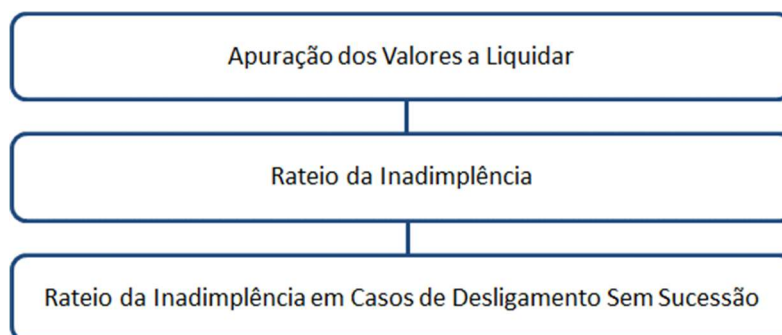 Apuração dos Valores a Liquidar
Rateio da Inadimplência
Rateio da Inadimplência em Casos de Desligamento Sem Sucessão